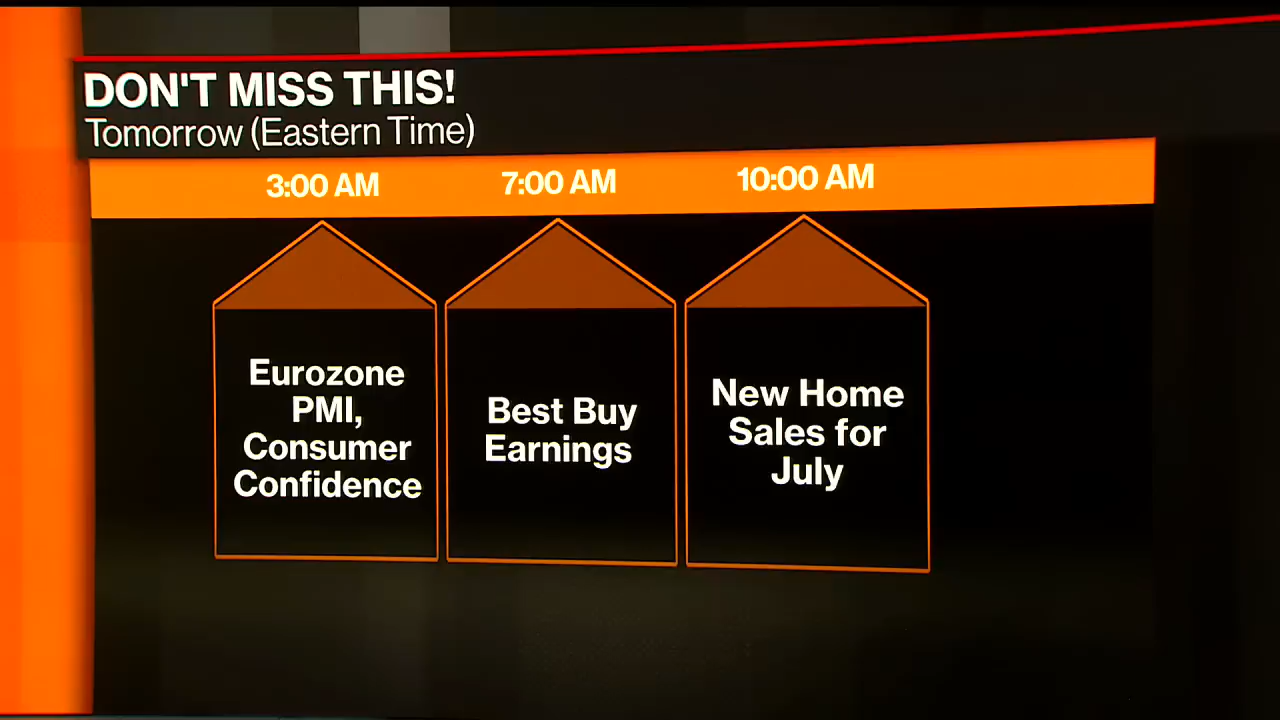 DON'T MISS THIS!
Tomorrow (Eastern Time)
3:00 AM
7:00 AM
10:00 AM
Eurozone
PMI,
Consumer
Confidence
Best Buy
Earnings
New Home
Sales for
July